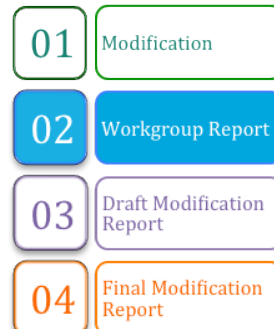 01
Modification
02
Workgroup Report
03
Draft Modification
Report
04
Final Modification
Report